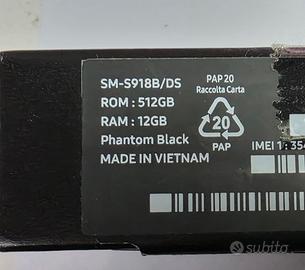 SM-S918B/DS
ROM : 512GB
RAM : 12GB
Phantom Black
MADE IN VIETNAM
PAP 20
Raccolta Carta
20
PAP
IMEI 1 : 354
subito